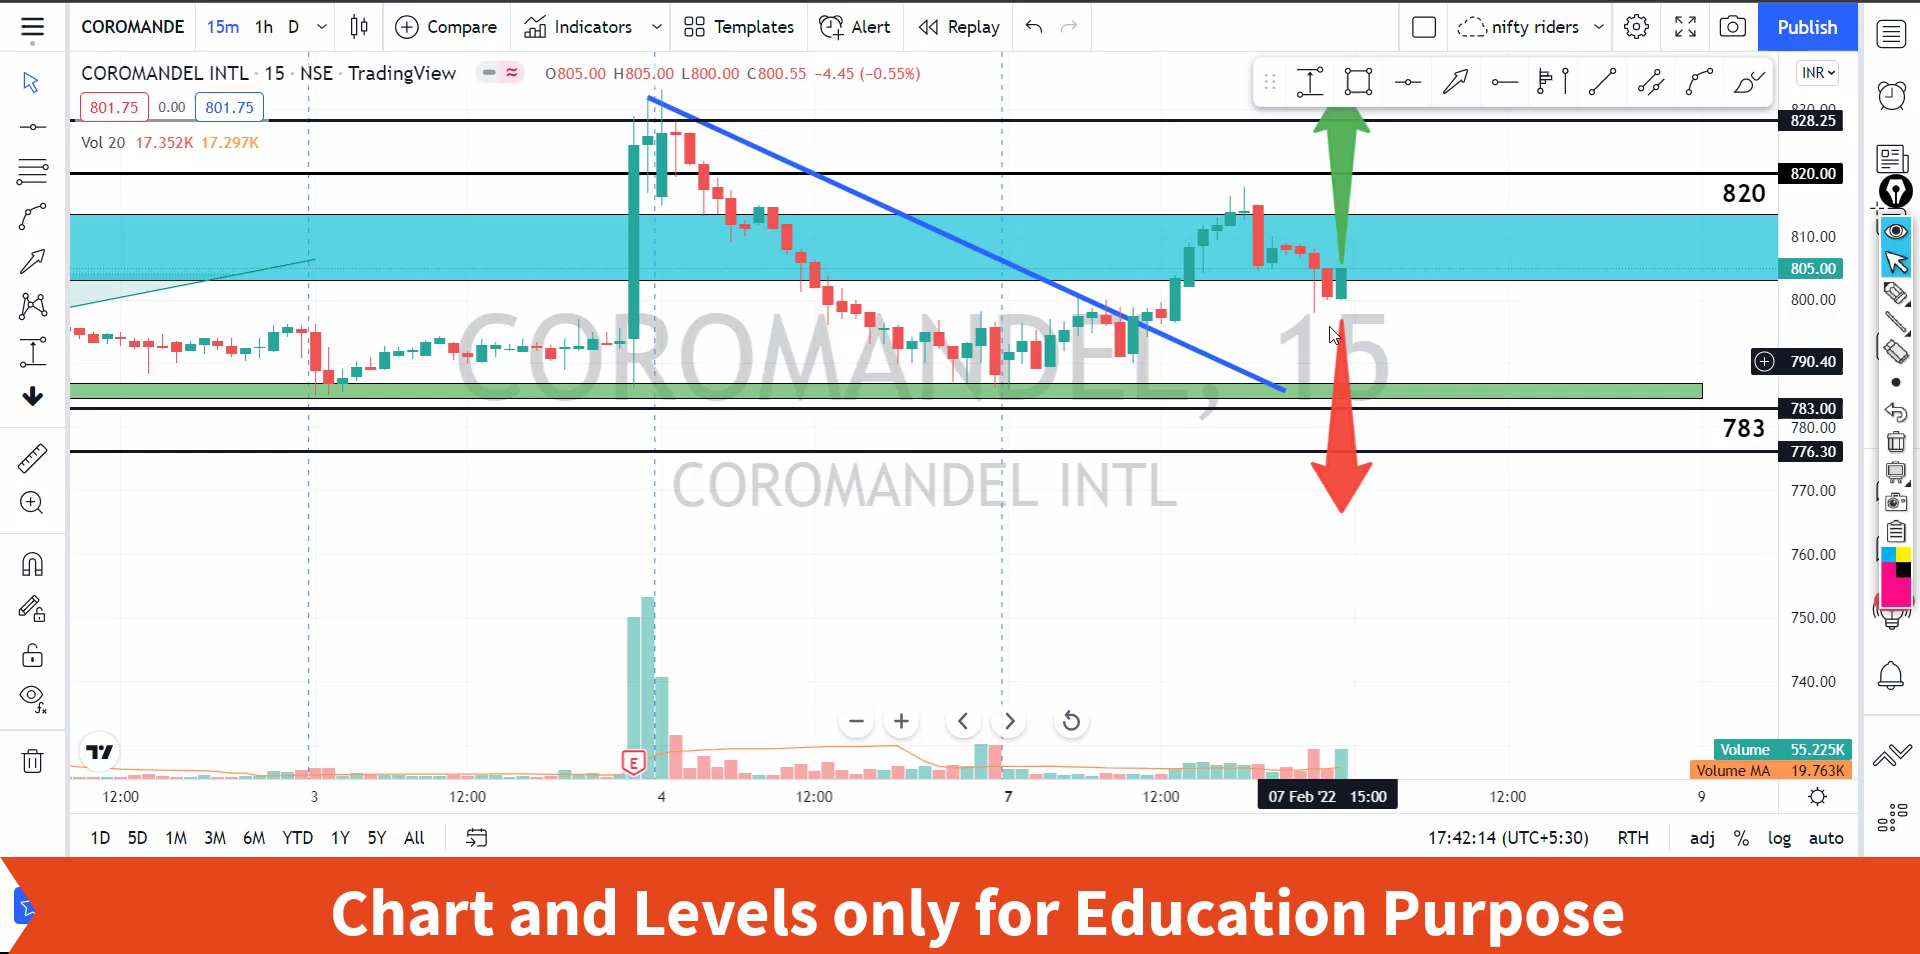 COROMANDE 15m 1h D Compare Indicators Templates Alert Replay nifty riders Publish
COROMANDEL INTL · 15 · NSE · TradingView O805.00 H805.00 L800.00 C800.55 −4.45 (−0.55%)
INR
801.75 0.00 801.75
828.25
Vol 20 17.352K 17.297K
820.00
820
810.00
805.00
800.00
COROMANDEL, 15
790.40
783.00
783
780.00
776.30
COROMANDEL INTL
770.00
760.00
750.00
740.00
E
Volume 55.225K
Volume MA 19.763K
12:00 3 12:00 4 12:00 7 12:00 07 Feb '22 15:00 12:00 9
1D 5D 1M 3M 6M YTD 1Y 5Y All 17:42:14 (UTC+5:30) RTH adj % log auto
Chart and Levels only for Education Purpose